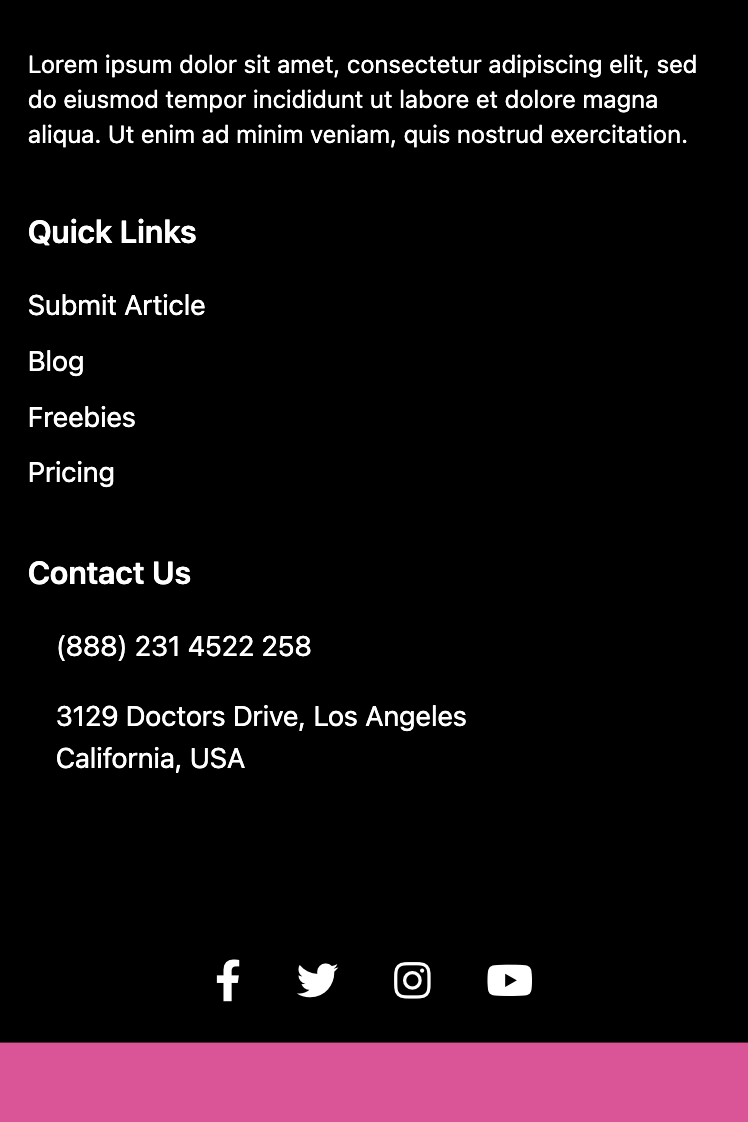 Lorem ipsum dolor sit amet, consectetur adipiscing elit, sed
do eiusmod tempor incididunt ut labore et dolore magna
aliqua. Ut enim ad minim veniam, quis nostrud exercitation.
Quick Links
Submit Article
Blog
Freebies
Pricing
Contact Us
(888) 231 4522 258
3129 Doctors Drive, Los Angeles
California, USA